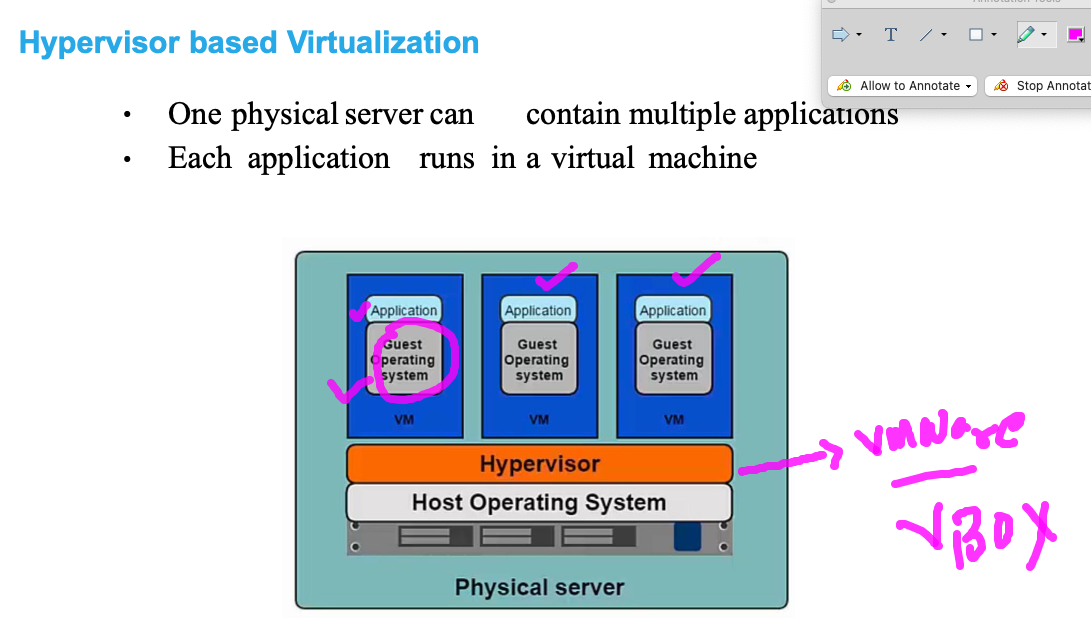 Annotation Tools
Hypervisor based Virtualization
T
Allow to Annotate
Stop Annotat
• One physical server can contain multiple applications
• Each application runs in a virtual machine
Application Application Application
Guest Guest Guest
Operating Operating Operating
system system system
VM VM VM
Hypervisor
Host Operating System
Physical server
VMWare
VBOX